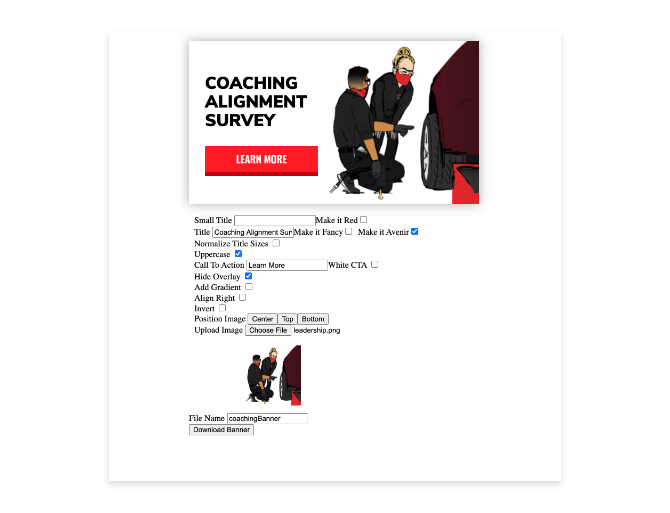 COACHING
ALIGNMENT
SURVEY
LEARN MORE
Small Title Make it Red
Title Coaching Alignment Sur Make it Fancy Make it Avenir
Normalize Title Sizes
Uppercase
Call To Action Learn More White CTA
Hide Overlay
Add Gradient
Align Right
Invert
Position Image Center Top Bottom
Upload Image Choose File leadership.png
File Name coachingBanner
Download Banner